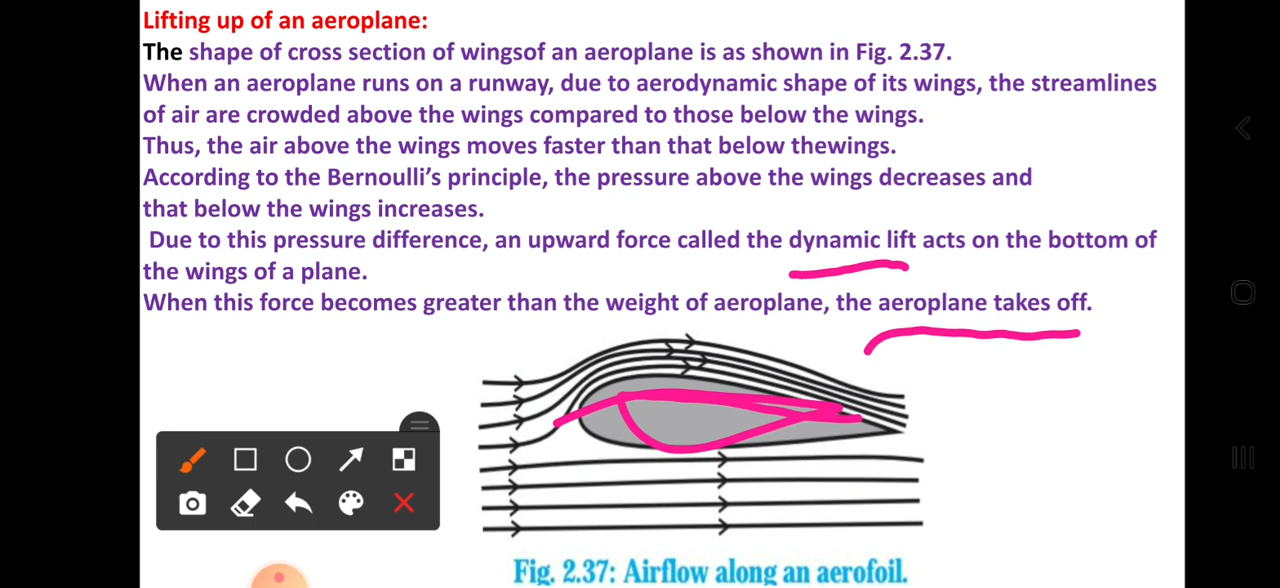 Lifting up of an aeroplane:
The shape of cross section of wingsof an aeroplane is as shown in Fig. 2.37.
When an aeroplane runs on a runway, due to aerodynamic shape of its wings, the streamlines
of air are crowded above the wings compared to those below the wings.
Thus, the air above the wings moves faster than that below thewings.
According to the Bernoulli’s principle, the pressure above the wings decreases and
that below the wings increases.
Due to this pressure difference, an upward force called the dynamic lift acts on the bottom of
the wings of a plane.
When this force becomes greater than the weight of aeroplane, the aeroplane takes off.
Fig. 2.37: Airflow along an aerofoil.